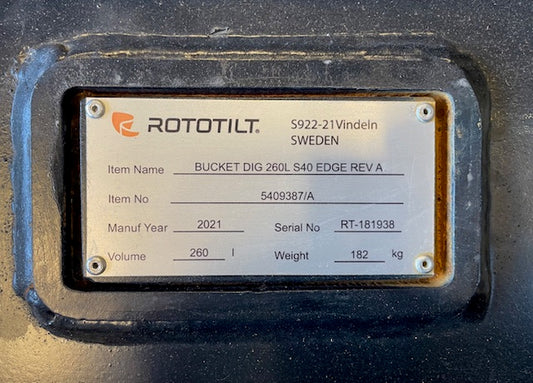 ROTOTILT®
S922-21Vindeln
SWEDEN
Item Name BUCKET DIG 260L S40 EDGE REV A
Item No 5409387/A
Manuf Year 2021 Serial No RT-181938
Volume 260 l Weight 182 kg